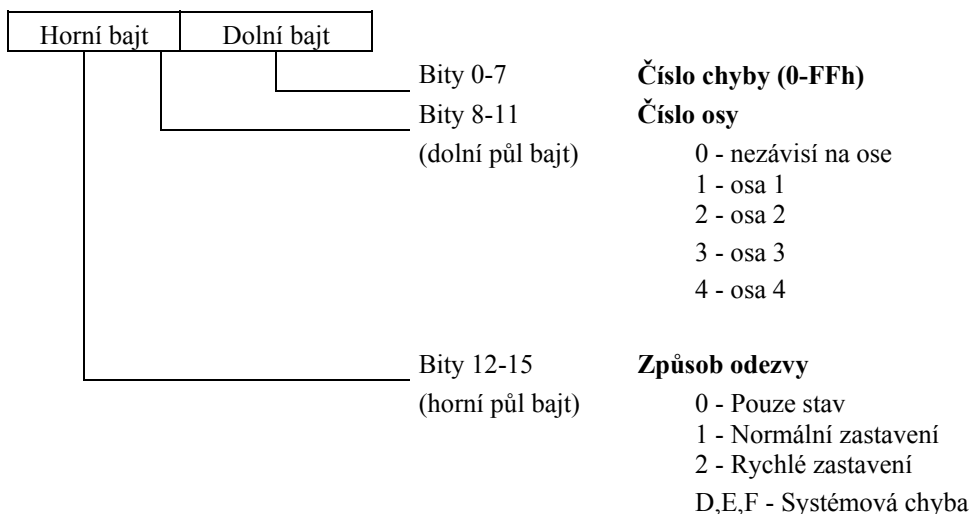 Horní bajt Dolní bajt
Bity 0-7 Číslo chyby (0-FFh)
Bity 8-11 Číslo osy
(dolní půl bajt) 0 - nezávisí na ose
1 - osa 1
2 - osa 2
3 - osa 3
4 - osa 4
Bity 12-15 Způsob odezvy
(horní půl bajt) 0 - Pouze stav
1 - Normální zastavení
2 - Rychlé zastavení
D,E,F - Systémová chyba